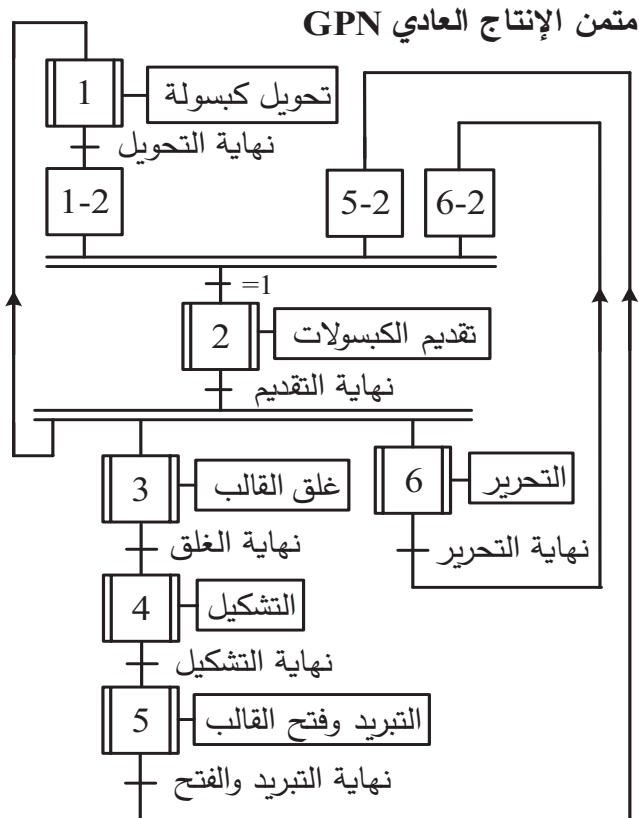 متمن الإنتاج العادي GPN
1
تحويل كبسولة
نهاية التحويل
1-2
5-2
6-2
=1
2
تقديم الكبسولات
نهاية التقديم
3
غلق القالب
6
التحرير
نهاية الغلق
نهاية التحرير
4
التشكيل
نهاية التشكيل
5
التبريد وفتح القالب
نهاية التبريد والفتح